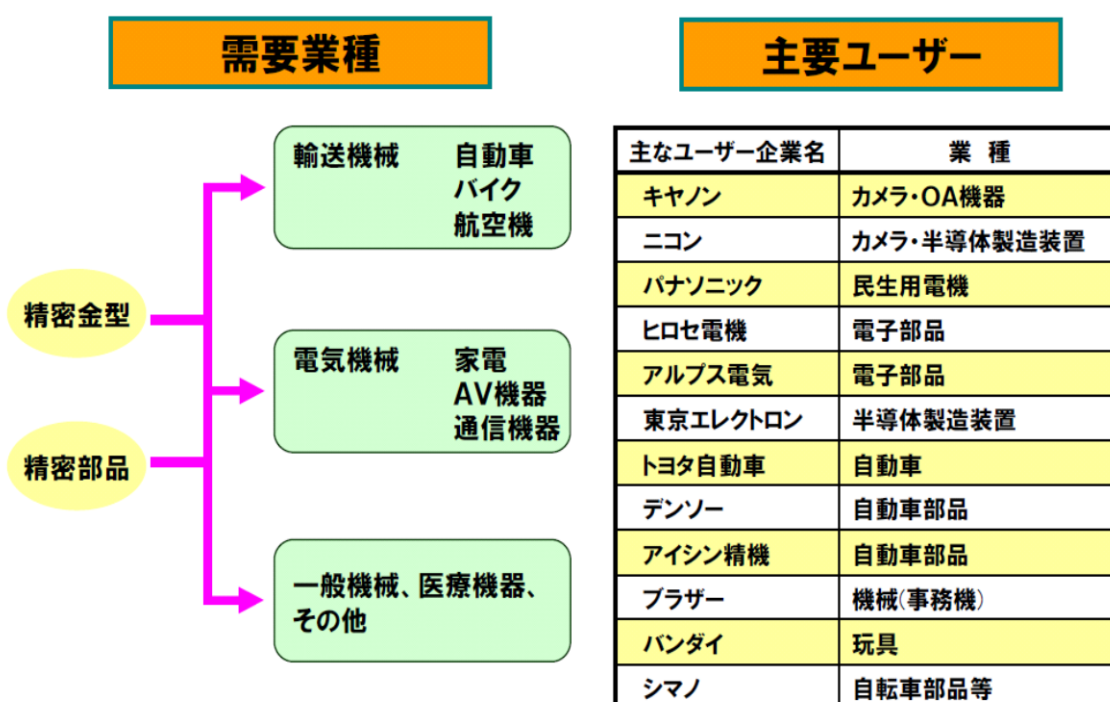 需要業種
主要ユーザー
精密金型
精密部品
輸送機械 自動車
バイク
航空機
電気機械 家電
AV機器
通信機器
一般機械、医療機器、
その他
主なユーザー企業名 業 種
キヤノン カメラ・OA機器
ニコン カメラ・半導体製造装置
パナソニック 民生用電機
ヒロセ電機 電子部品
アルプス電気 電子部品
東京エレクトロン 半導体製造装置
トヨタ自動車 自動車
デンソー 自動車部品
アイシン精機 自動車部品
ブラザー 機械(事務機)
バンダイ 玩具
シマノ 自転車部品等